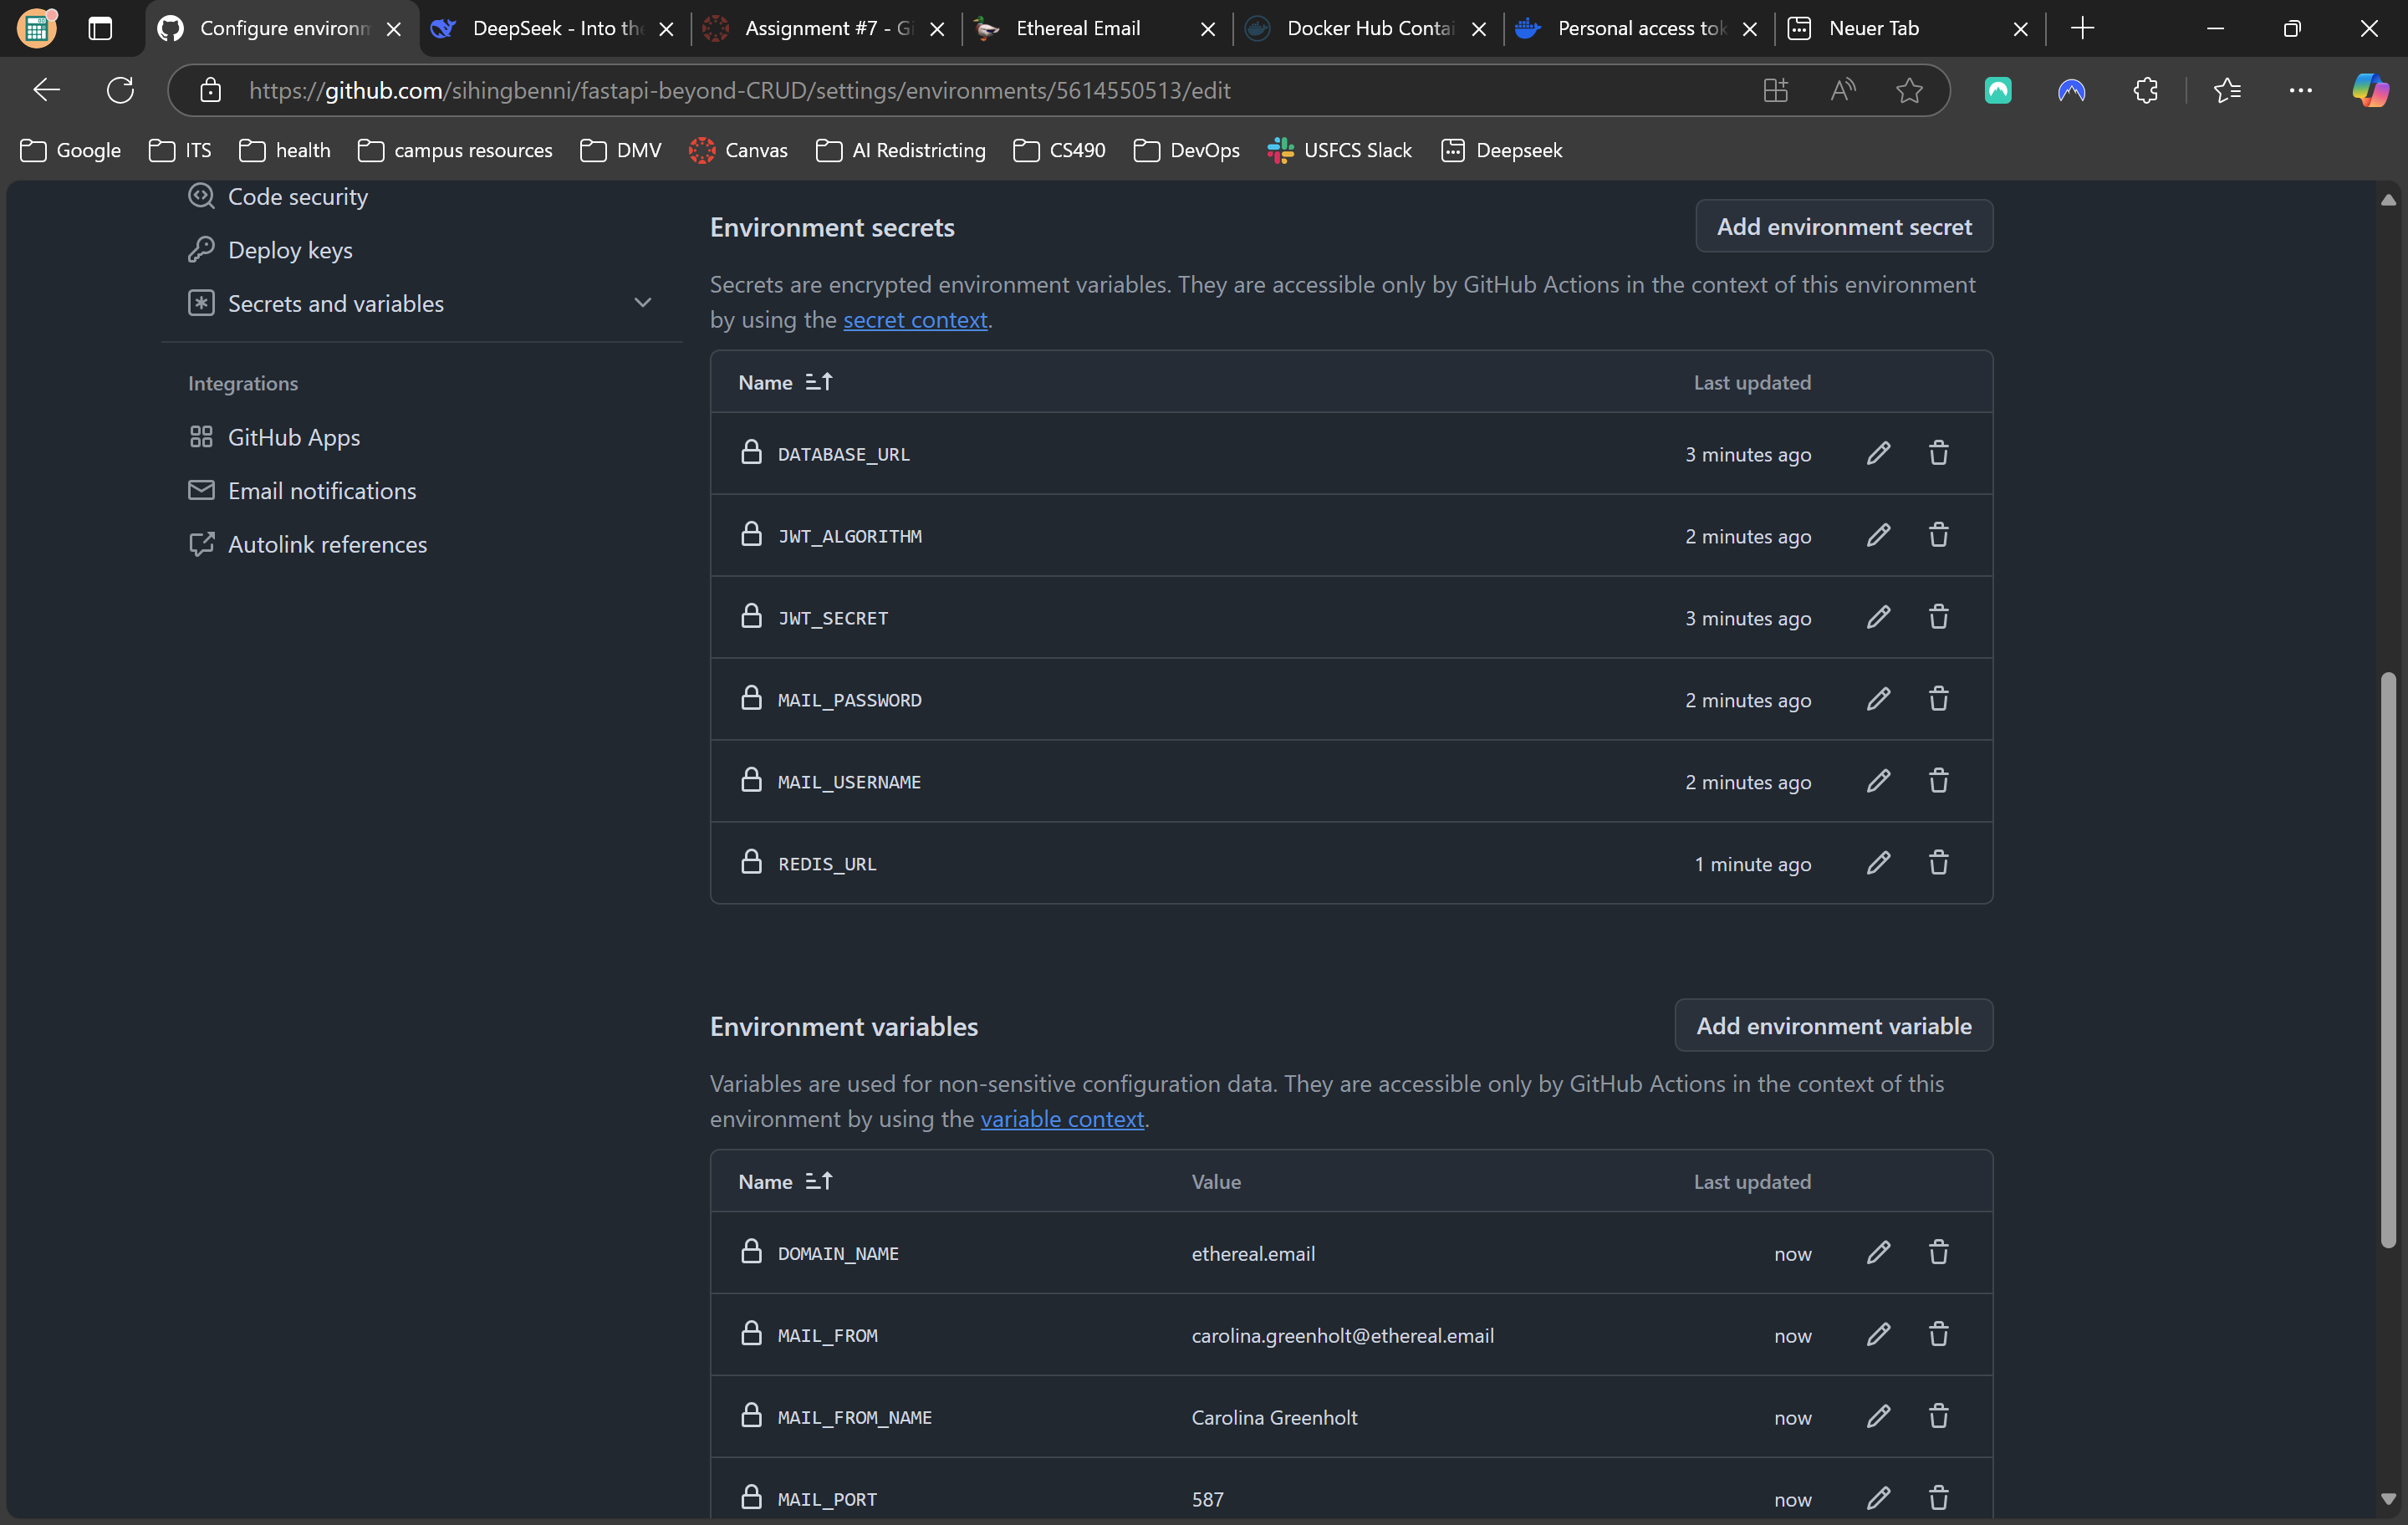 Configure environm
DeepSeek - Into the
Assignment #7 - Gi
Ethereal Email
Docker Hub Contai
Personal access tok
Neuer Tab
https://github.com/sihingbenni/fastapi-beyond-CRUD/settings/environments/5614550513/edit
Google
ITS
health
campus resources
DMV
Canvas
AI Redistricting
CS490
DevOps
USFCS Slack
Deepseek
Code security
Deploy keys
Secrets and variables
Integrations
GitHub Apps
Email notifications
Autolink references
Environment secrets
Add environment secret
Secrets are encrypted environment variables. They are accessible only by GitHub Actions in the context of this environment
by using the secret context.
Name
Last updated
DATABASE_URL
3 minutes ago
JWT_ALGORITHM
2 minutes ago
JWT_SECRET
3 minutes ago
MAIL_PASSWORD
2 minutes ago
MAIL_USERNAME
2 minutes ago
REDIS_URL
1 minute ago
Environment variables
Add environment variable
Variables are used for non-sensitive configuration data. They are accessible only by GitHub Actions in the context of this
environment by using the variable context.
Name
Value
Last updated
DOMAIN_NAME
ethereal.email
now
MAIL_FROM
carolina.greenholt@ethereal.email
now
MAIL_FROM_NAME
Carolina Greenholt
now
MAIL_PORT
587
now